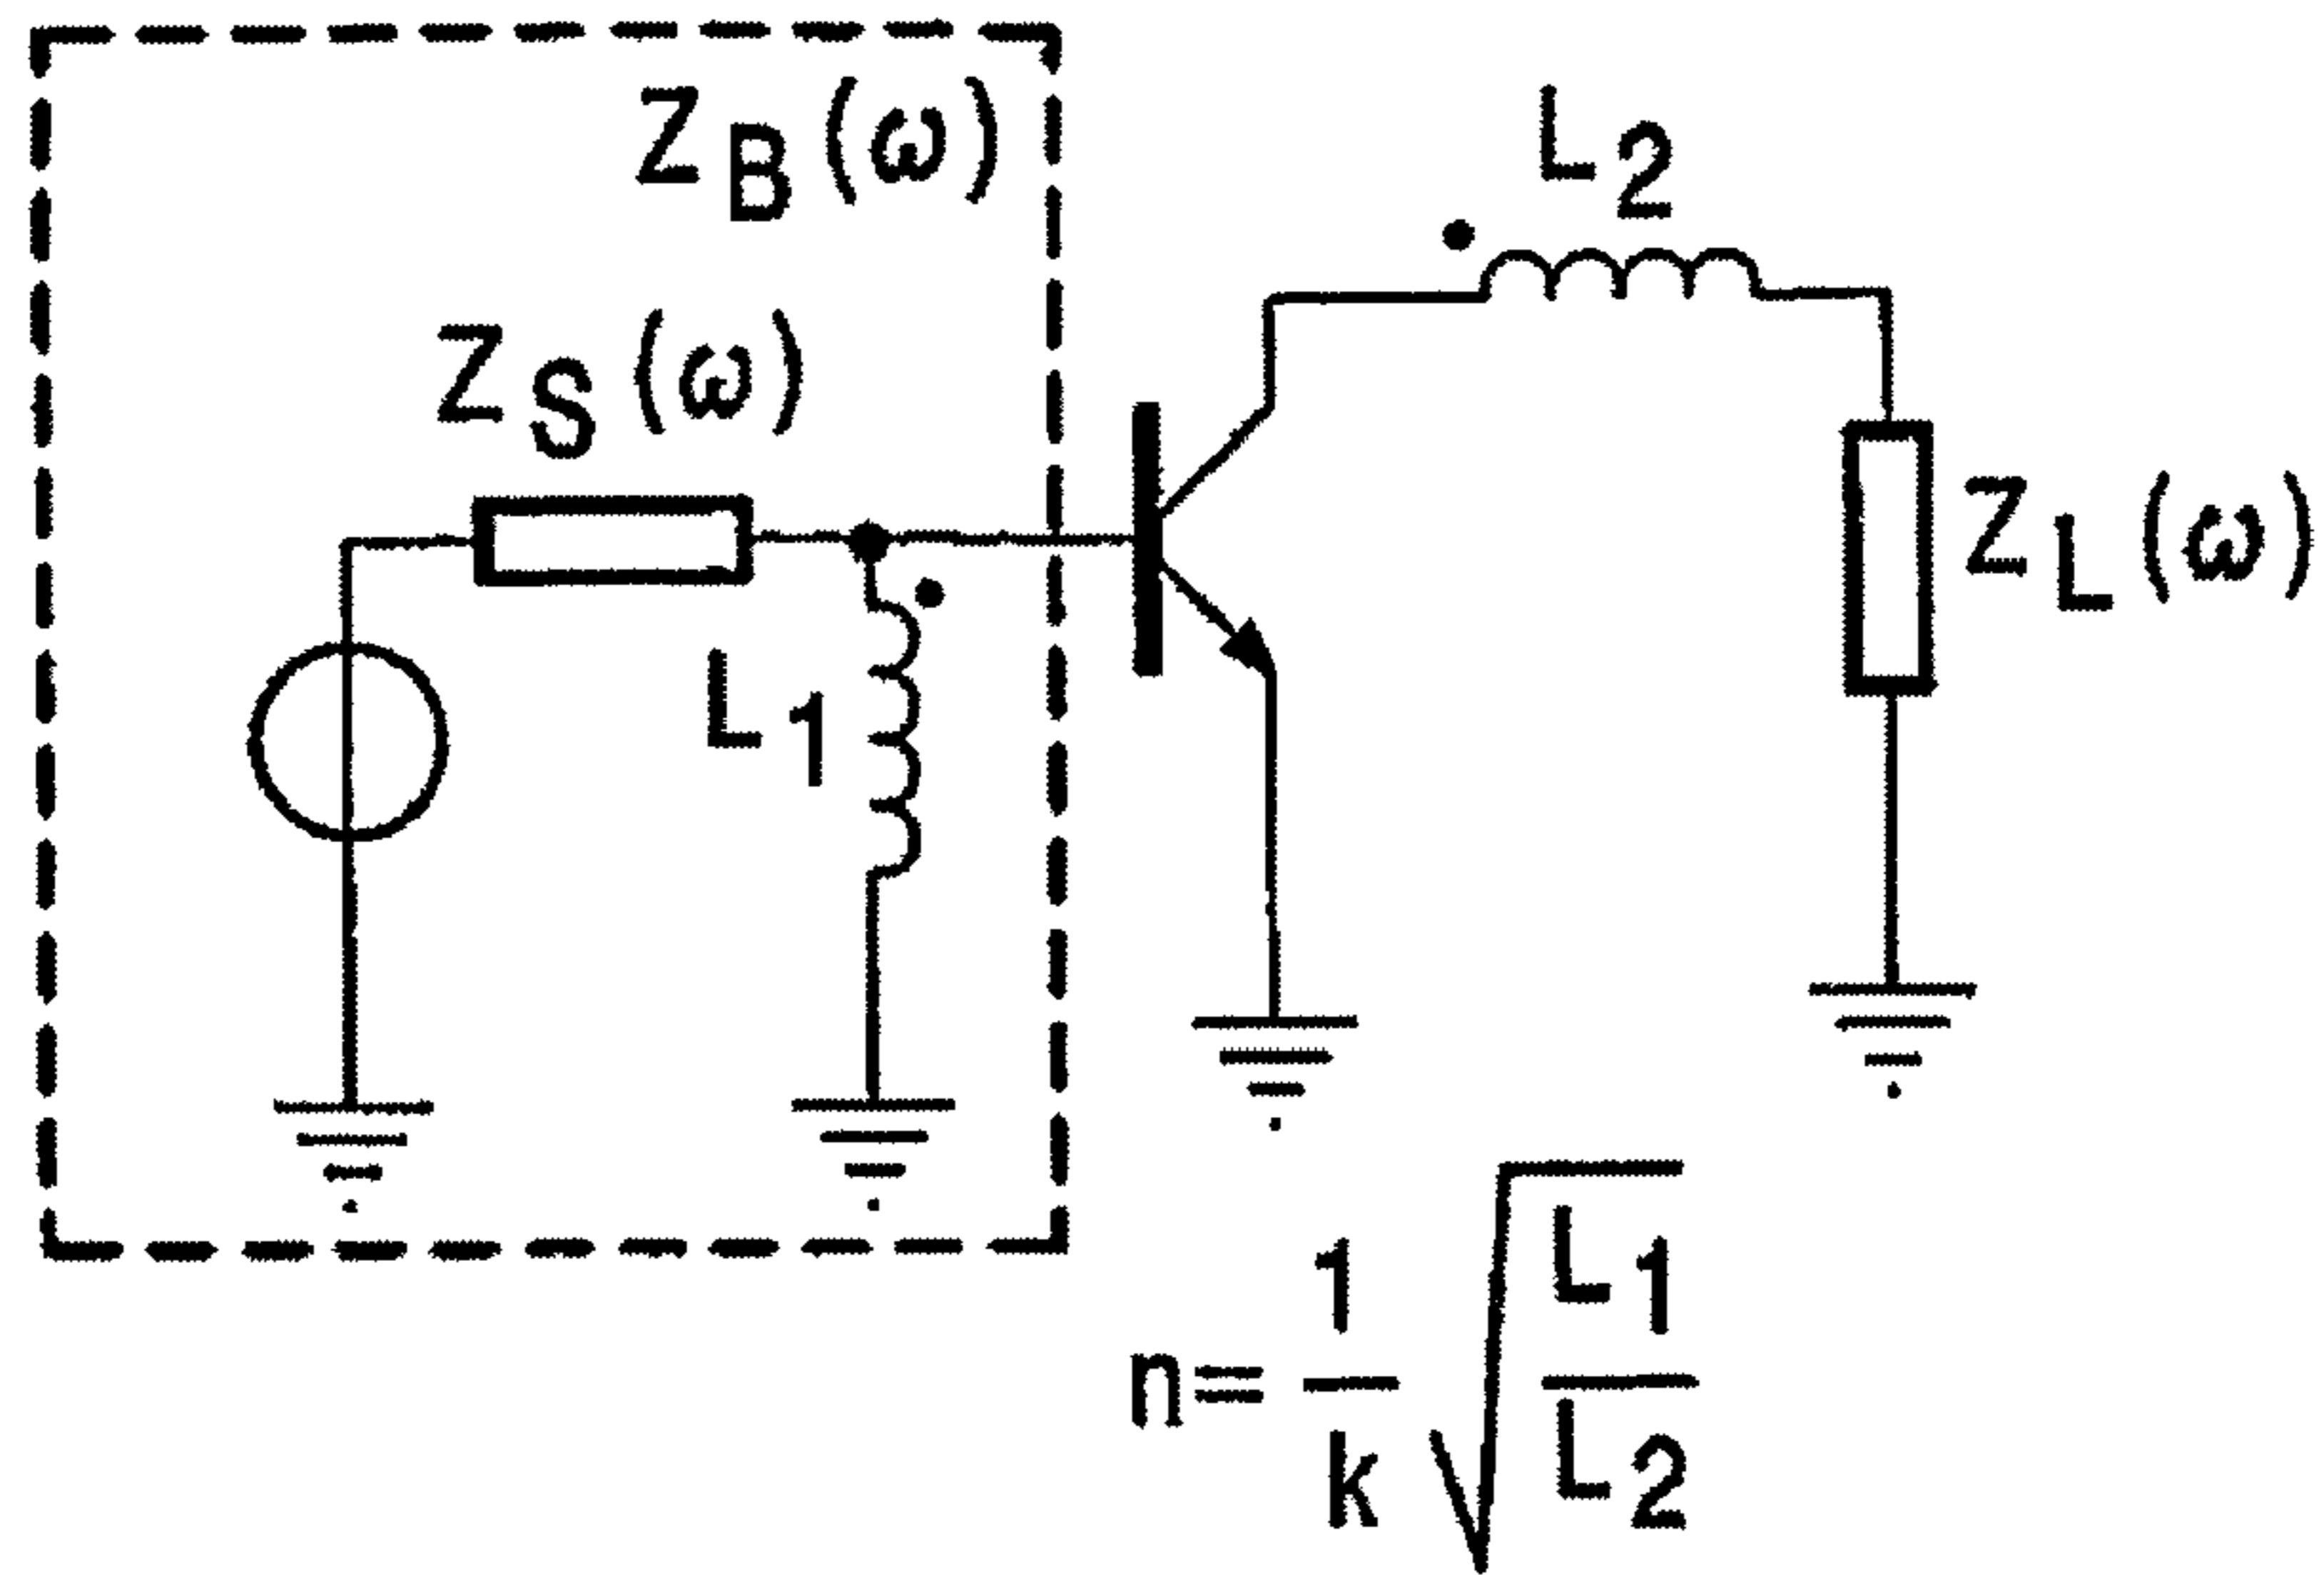 Z_B(ω)
L_2
Z_S(ω)
Z_L(ω)
L_1
n = 1/k √(L_1/L_2)